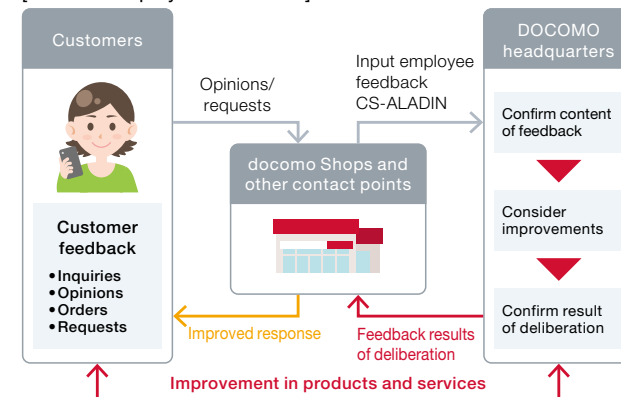 Customers
Customer
feedback
•Inquiries
•Opinions
•Orders
•Requests
Opinions/
requests
docomo Shops and
other contact points
Input employee
feedback
CS-ALADIN
DOCOMO
headquarters
Confirm content
of feedback
Consider
improvements
Confirm result
of deliberation
Improved response
Feedback results
of deliberation
Improvement in products and services